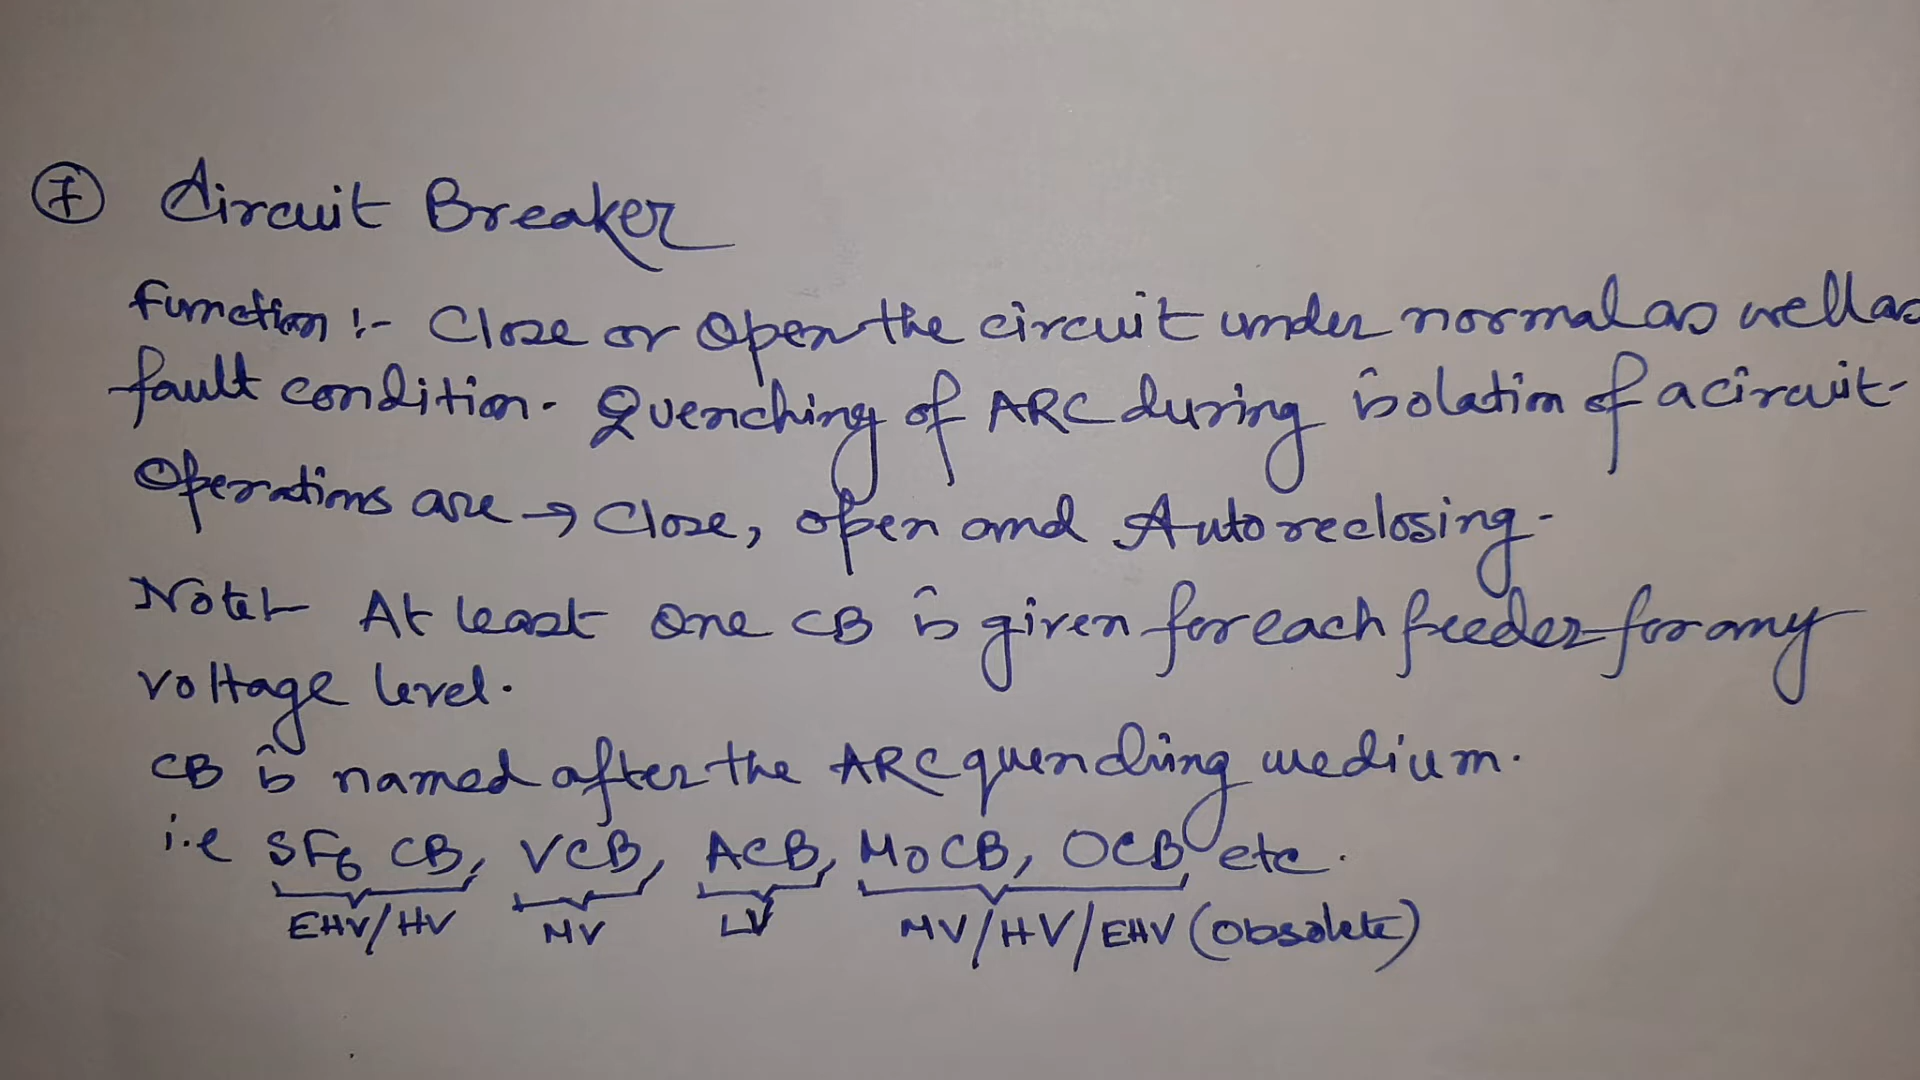 7 Circuit Breaker
Function :- Close or Open the circuit under normal as well as
fault condition. Quenching of ARC during isolation of a circuit.
Operations are → Close, open and Auto reclosing.
Note:- At least one CB is given for each feeder for any
voltage level.
CB is named after the ARC quenching medium.
i.e SF6 CB, VCB, ACB, MOCB, OCB etc.
EHV/HV MV LV MV/HV/EHV (Obsolete)